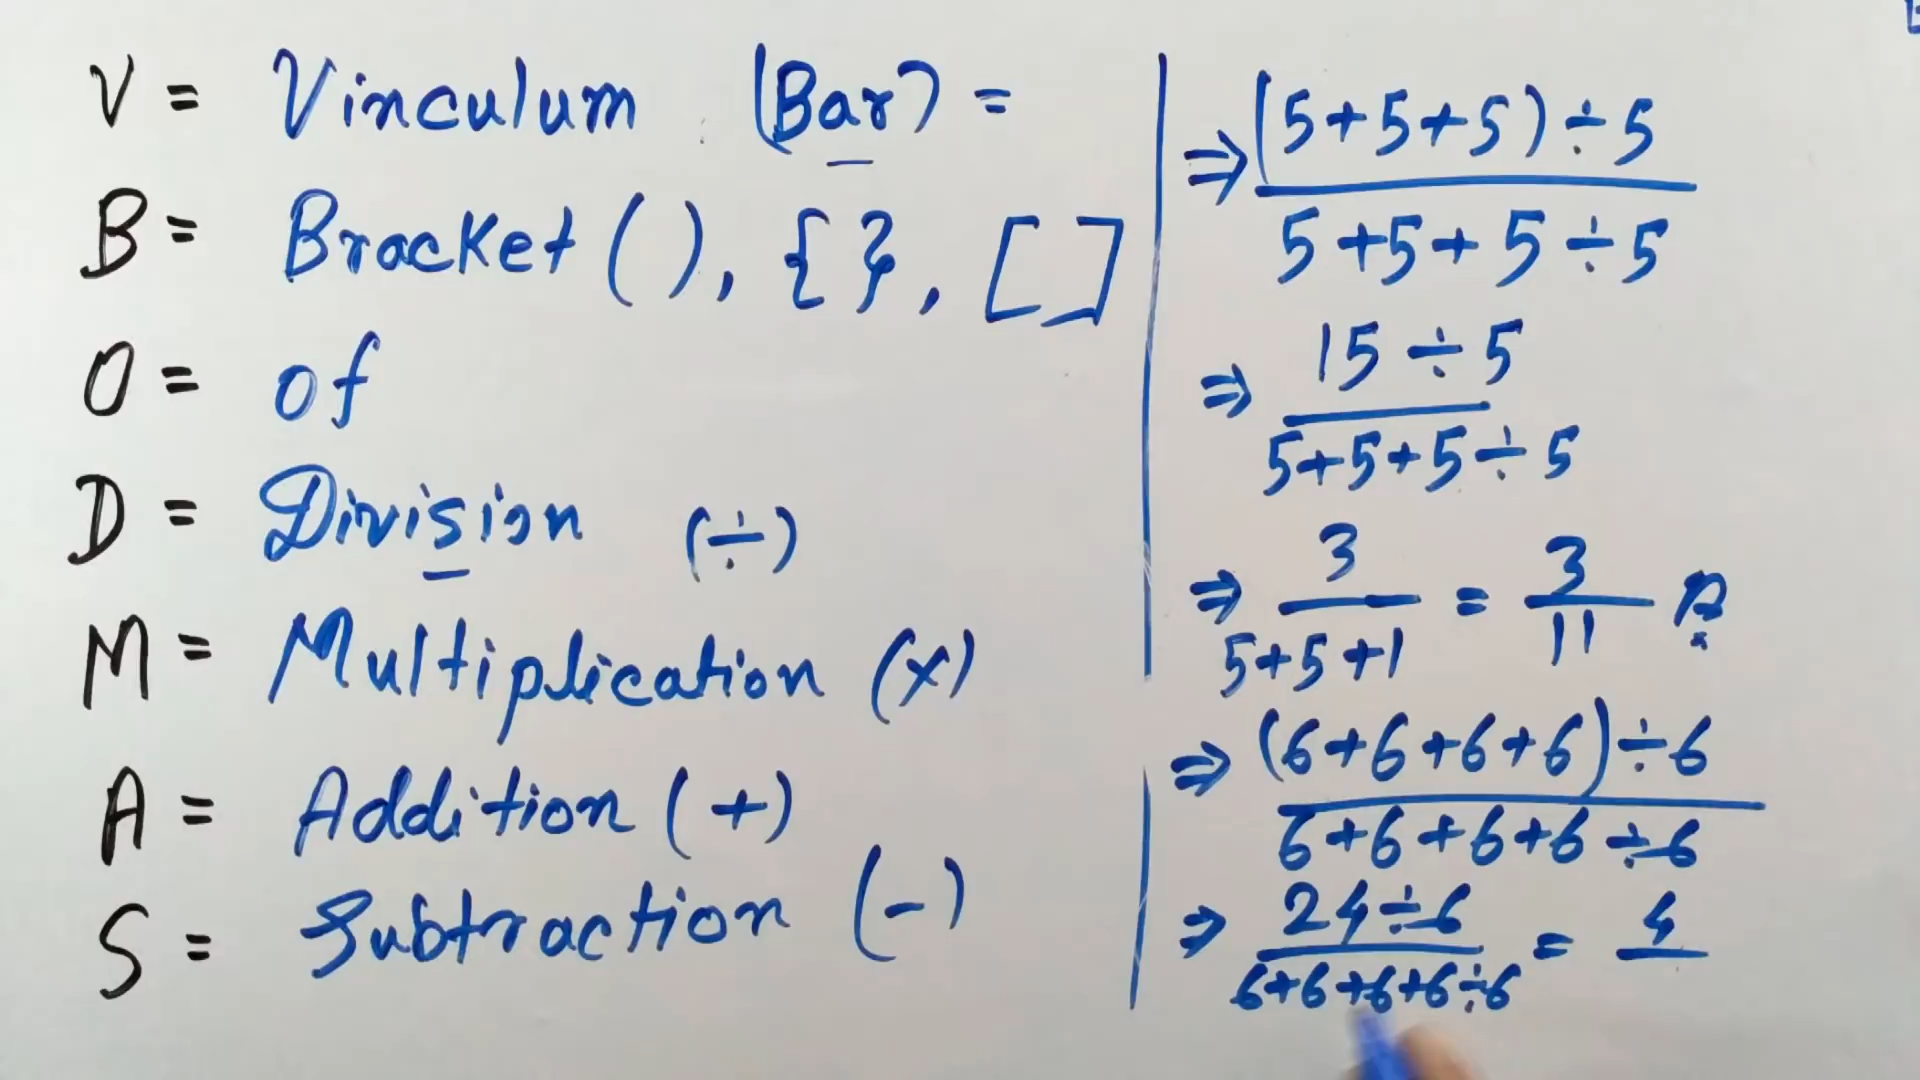 V = Vinculum (Bar) =
B = Bracket ( ), { }, [ ]
O = of
D = Division (÷)
M = Multiplication (×)
A = Addition (+)
S = Subtraction (-)
⇒ (5+5+5)÷5
5+5+5÷5
⇒ 15÷5
5+5+5÷5
⇒ 3 = 3
5+5+1 11
⇒ (6+6+6+6)÷6
6+6+6+6÷6
⇒ 24÷6 = 4
6+6+6+6÷6